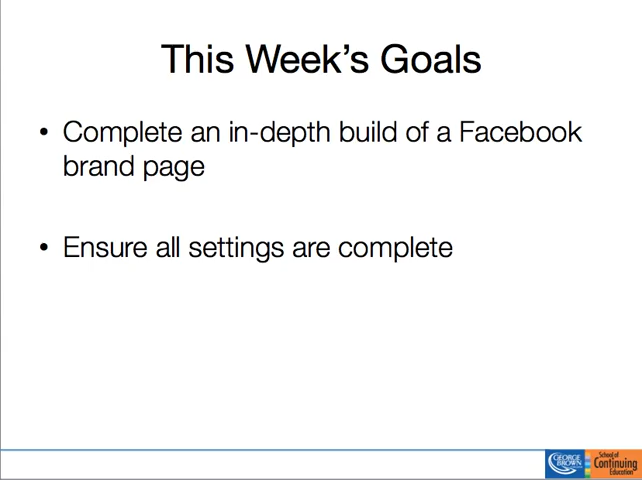 This Week's Goals
• Complete an in-depth build of a Facebook
brand page
• Ensure all settings are complete
GEORGE BROWN
School of
Continuing
Education